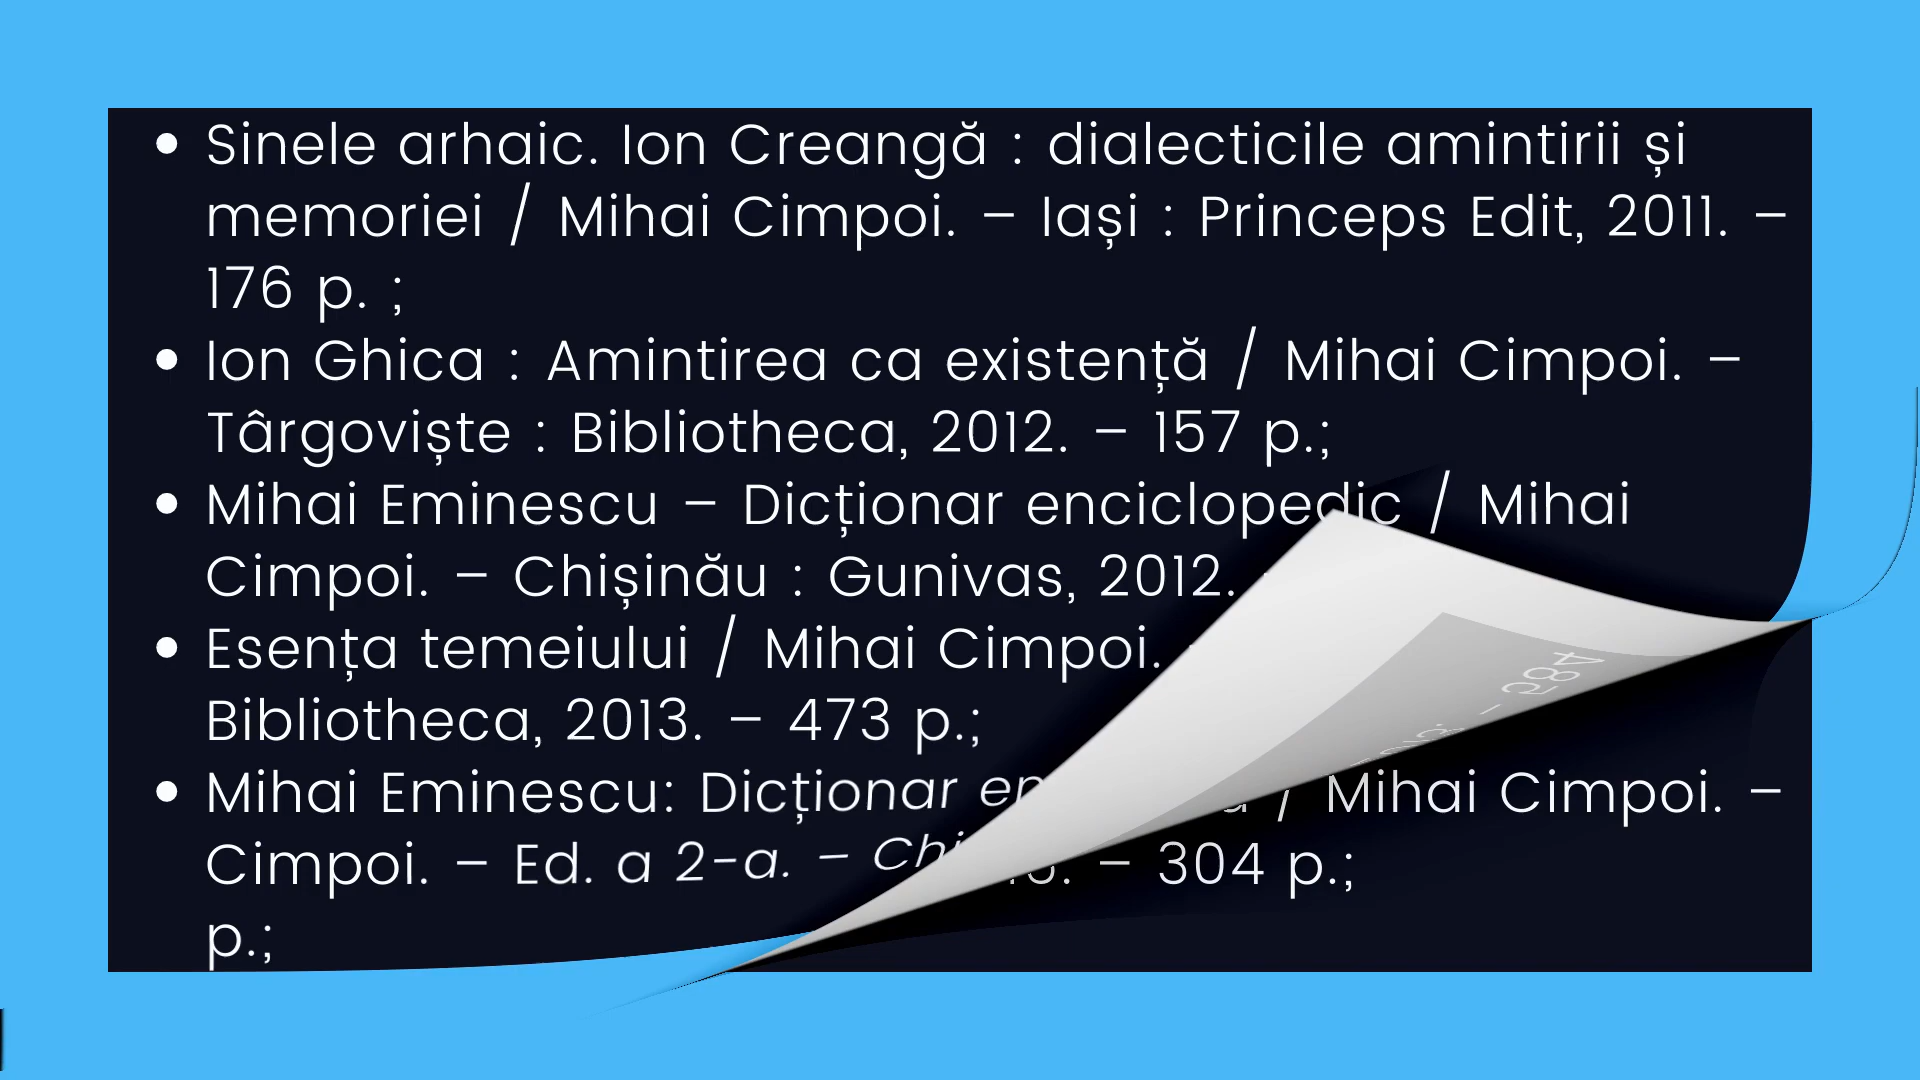 • Sinele arhaic. Ion Creangă : dialecticile amintirii și
memoriei / Mihai Cimpoi. – Iași : Princeps Edit, 2011. –
176 p. ;
• Ion Ghica : Amintirea ca existență / Mihai Cimpoi. –
Târgoviște : Bibliotheca, 2012. – 157 p.;
• Mihai Eminescu – Dicționar enciclopedic / Mihai
Cimpoi. – Chișinău : Gunivas, 2012.
• Esența temeiului / Mihai Cimpoi.
Bibliotheca, 2013. – 473 p.;
• Mihai Eminescu: Dicționar / Mihai Cimpoi. –
Cimpoi. – Ed. a 2-a. – – 304 p.;
p.;